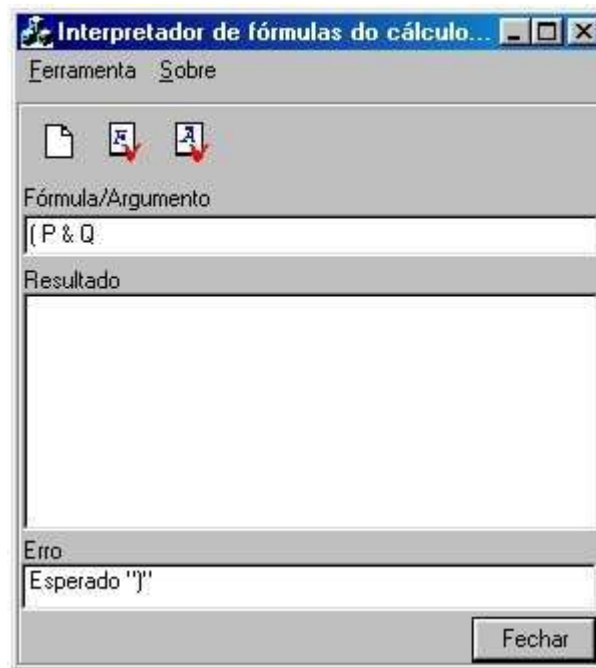 Interpretador de fórmulas do cálculo...
Ferramenta Sobre
Fórmula/Argumento
( P & Q
Resultado
Erro
Esperado ")"
Fechar